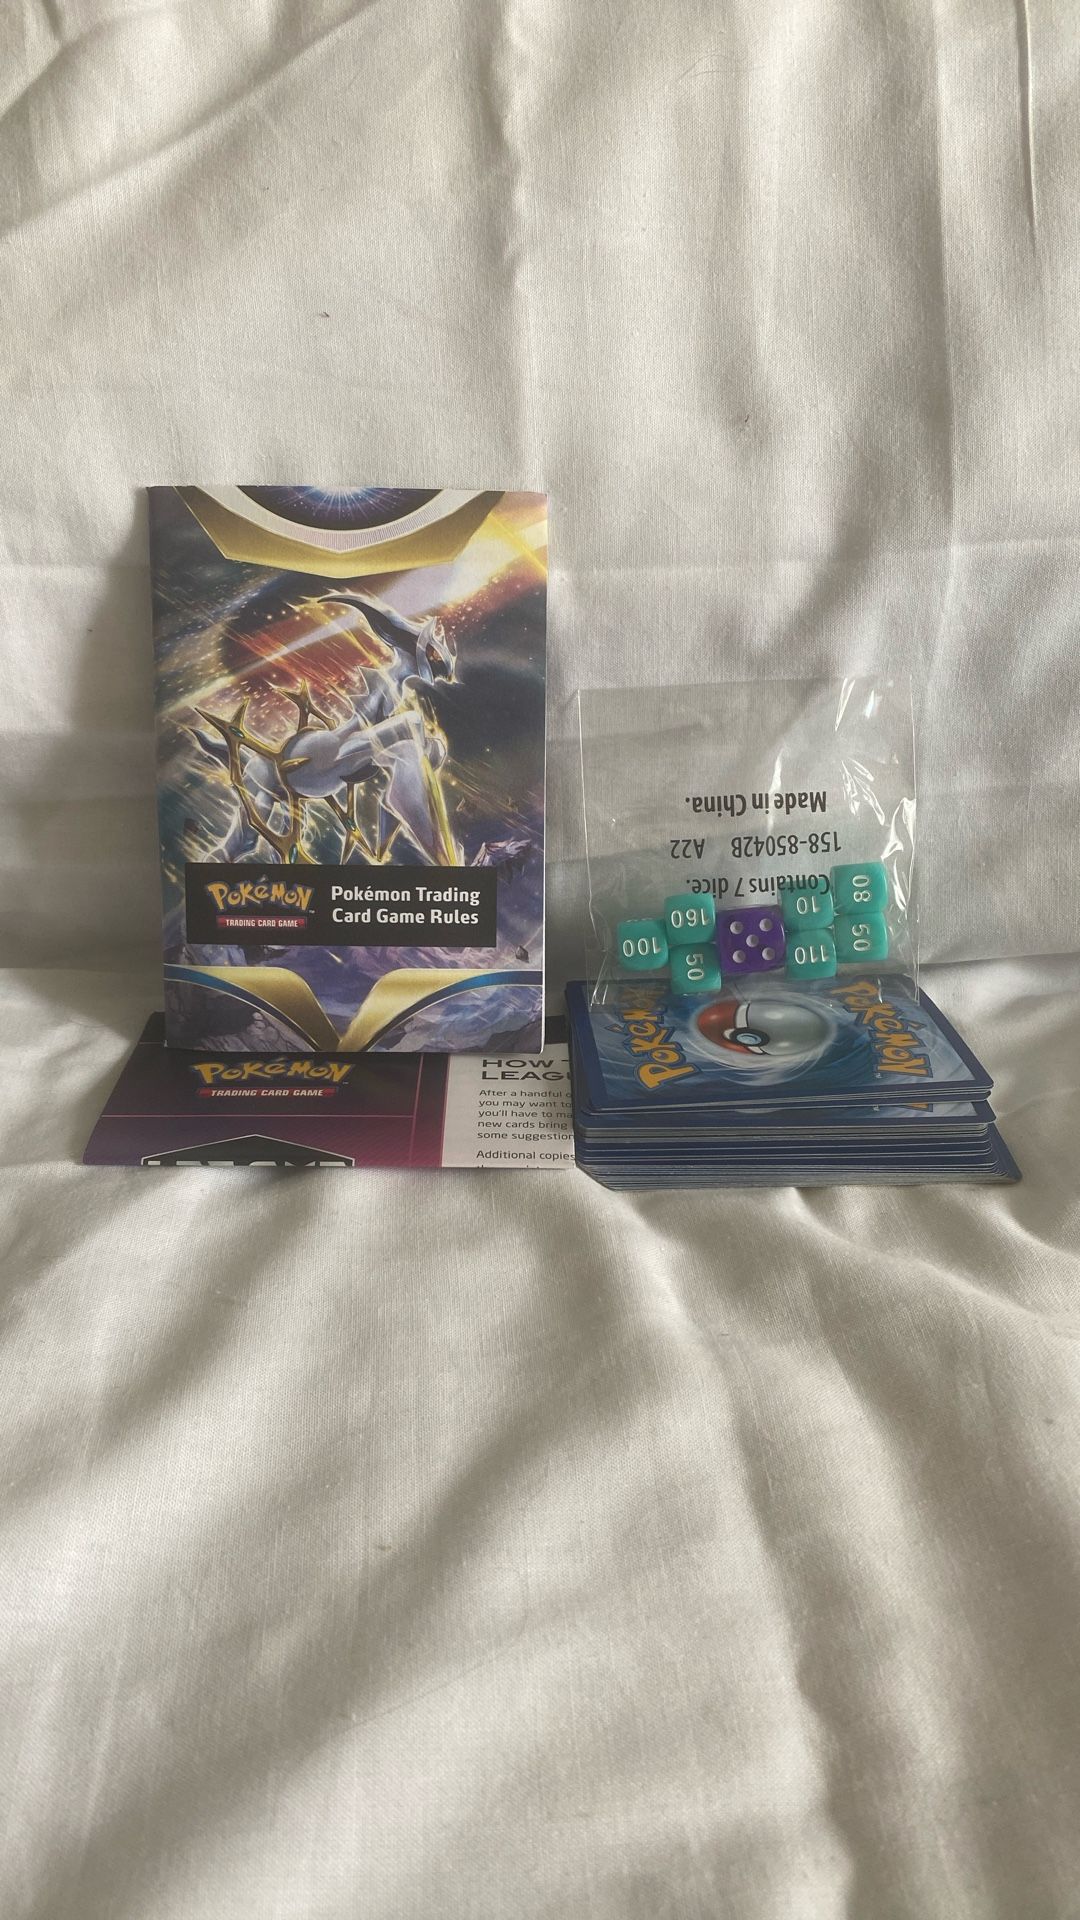 POKéMON
TRADING CARD GAME
Pokémon Trading
Card Game Rules
Contains 7 dice.
158-85042B A22
Made in China.
100
160
50
10
110
80
50
POKéMON
POKéMON
POKéMON
TRADING CARD GAME
HOW
LEAGU
After a handful
you may want to
you'll have to ma
new cards bring
some suggestion
Additional copies